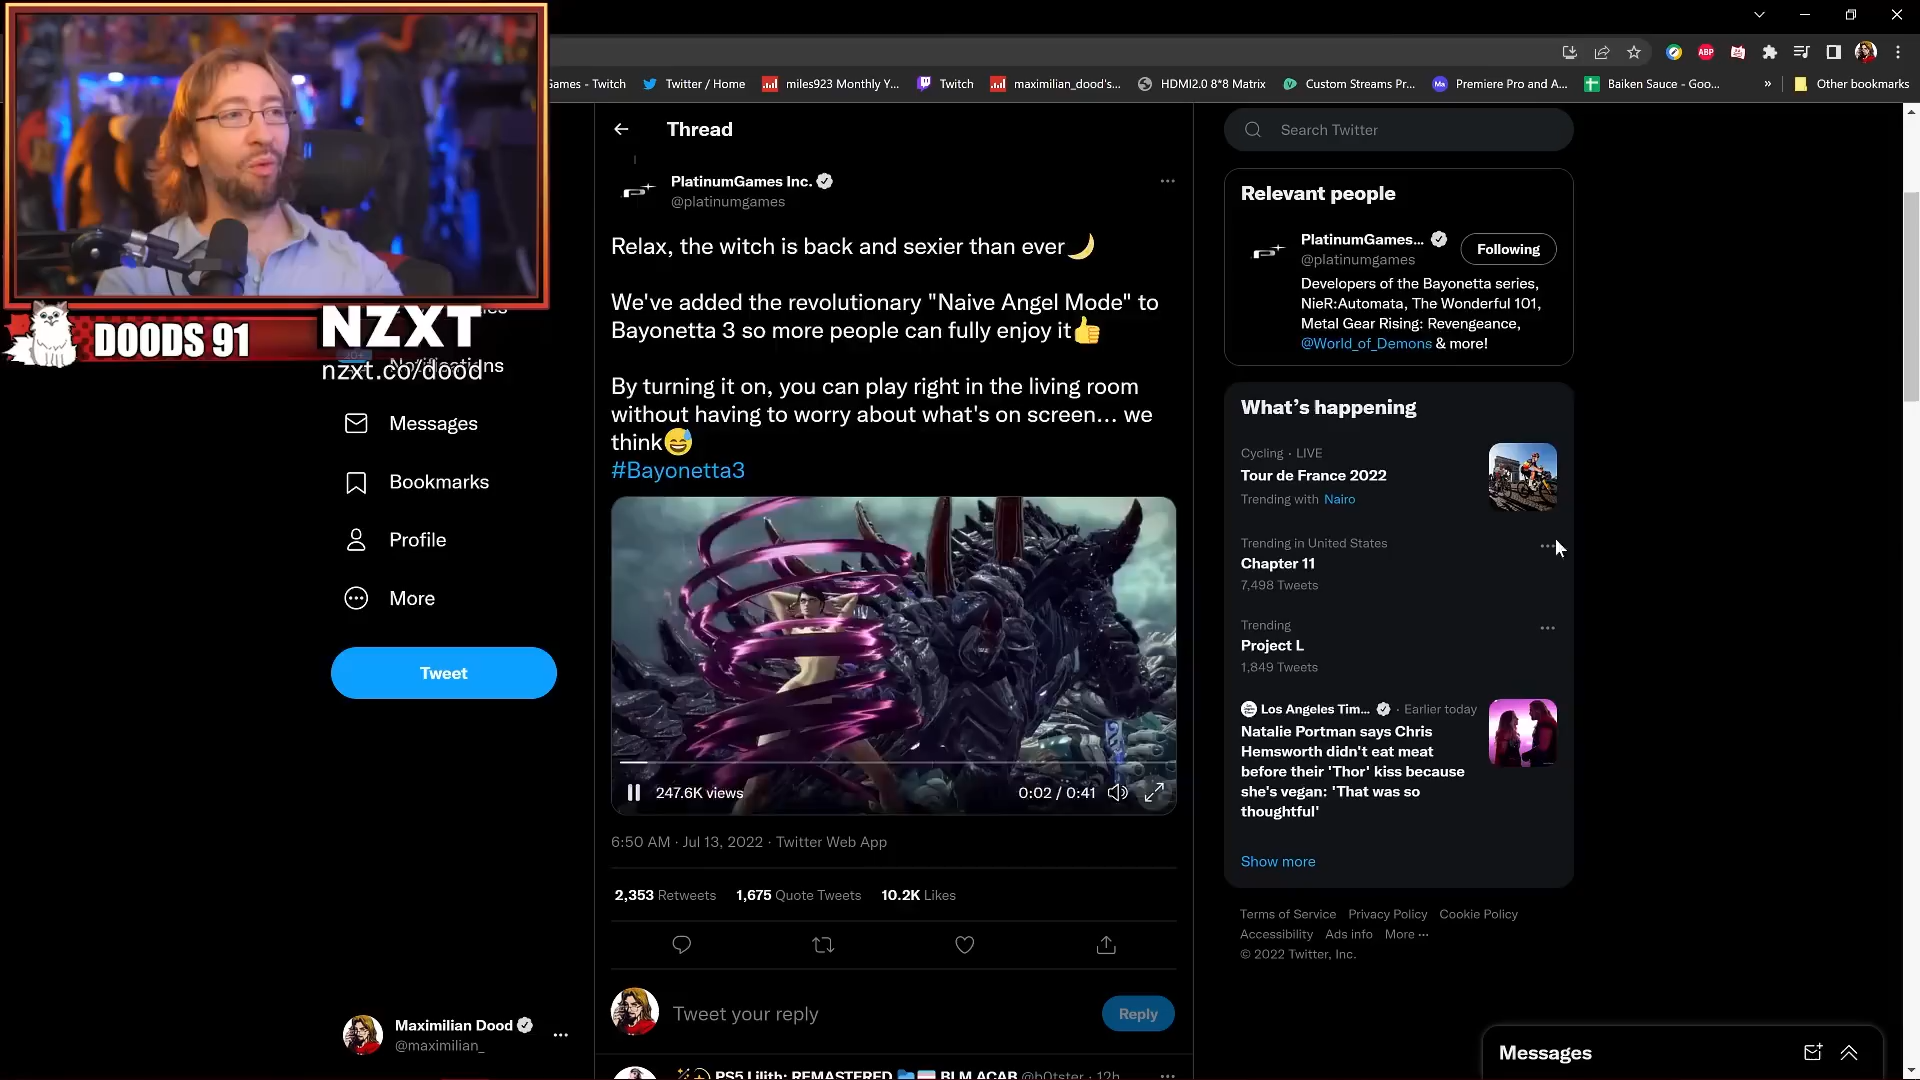 ames - Twitch
Twitter / Home
miles923 Monthly Y...
Twitch
maximilian_dood's...
HDMI2.0 8*8 Matrix
Custom Streams Pr...
Premiere Pro and A...
Baiken Sauce - Goo...
»
Other bookmarks
ABP
Ma
DOODS 91
NZXT
nzxt.co/dood
Messages
Bookmarks
Profile
More
Tweet
Maximilian Dood
@maximilian_
Thread
PlatinumGames Inc.
@platinumgames
Relax, the witch is back and sexier than ever🌙
We've added the revolutionary "Naive Angel Mode" to
Bayonetta 3 so more people can fully enjoy it👍
By turning it on, you can play right in the living room
without having to worry about what's on screen... we
think😅
#Bayonetta3
247.6K views
0:02 / 0:41
6:50 AM · Jul 13, 2022 · Twitter Web App
2,353 Retweets 1,675 Quote Tweets 10.2K Likes
Tweet your reply
Reply
PS5 Lilith: REMASTERED BLM ACAB @b0tster · 12h
Search Twitter
Relevant people
PlatinumGames...
@platinumgames
Following
Developers of the Bayonetta series,
NieR:Automata, The Wonderful 101,
Metal Gear Rising: Revengeance,
@World_of_Demons & more!
What's happening
Cycling · LIVE
Tour de France 2022
Trending with Nairo
Trending in United States
Chapter 11
7,498 Tweets
Trending
Project L
1,849 Tweets
Los Angeles Tim... · Earlier today
Natalie Portman says Chris
Hemsworth didn't eat meat
before their 'Thor' kiss because
she's vegan: 'That was so
thoughtful'
Show more
Terms of Service Privacy Policy Cookie Policy
Accessibility Ads info More ···
© 2022 Twitter, Inc.
Messages